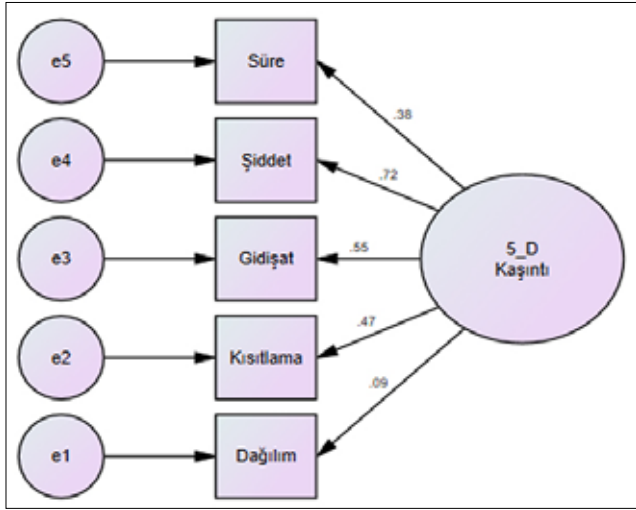 e5
Süre
.38
e4
Şiddet
.72
e3
Gidişat
.55
5_D
Kaşıntı
e2
Kısıtlama
.47
e1
Dağılım
.09